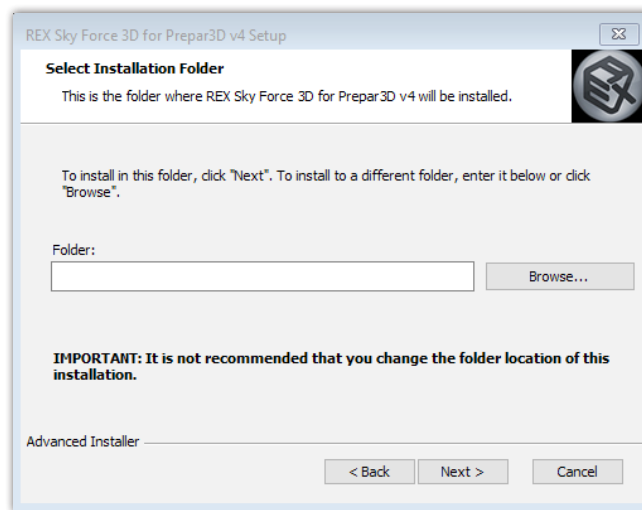 REX Sky Force 3D for Prepar3D v4 Setup
Select Installation Folder
This is the folder where REX Sky Force 3D for Prepar3D v4 will be installed.
REX
To install in this folder, click "Next". To install to a different folder, enter it below or click
"Browse".
Folder:
Browse...
IMPORTANT: It is not recommended that you change the folder location of this
installation.
Advanced Installer
< Back
Next >
Cancel